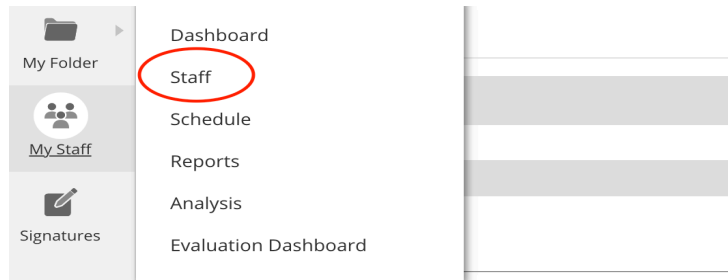 My Folder
My Staff
Signatures
Dashboard
Staff
Schedule
Reports
Analysis
Evaluation Dashboard